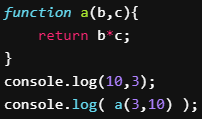 function a(b,c){
    return b*c;
}
console.log(10,3);
console.log( a(3,10) );